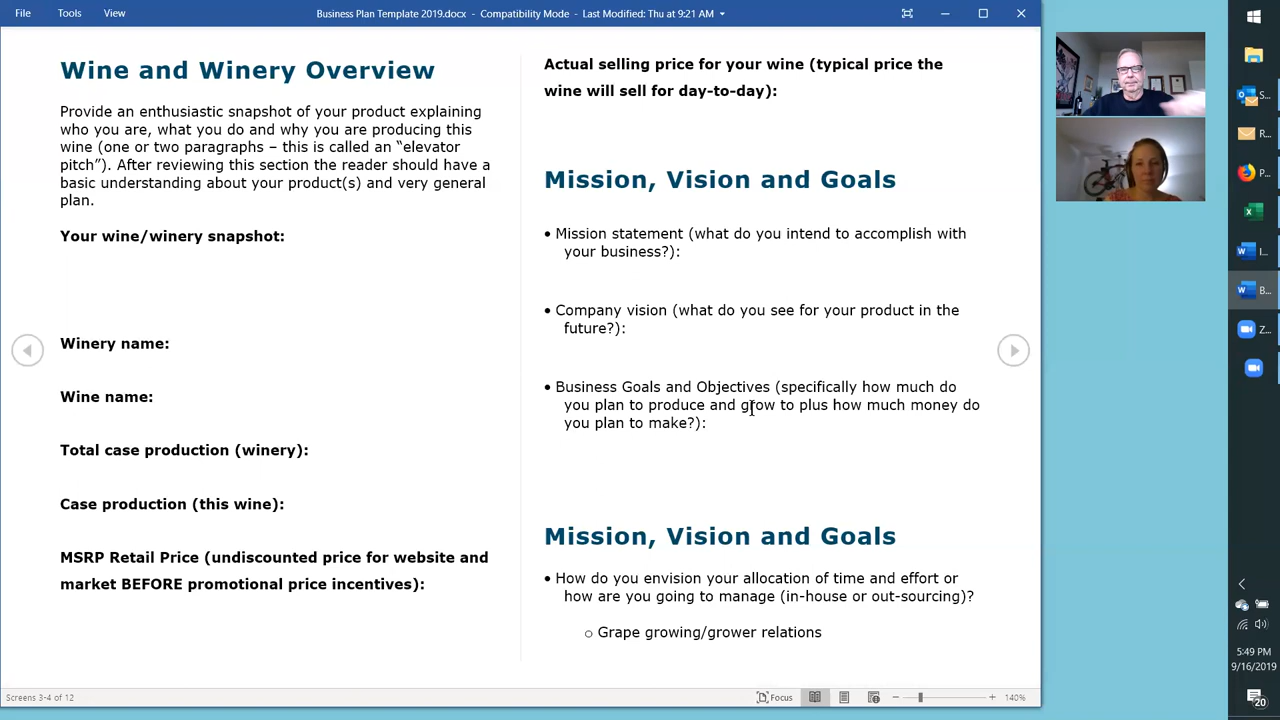 File Tools View Business Plan Template 2019.docx - Compatibility Mode - Last Modified: Thu at 9:21 AM
Wine and Winery Overview
Provide an enthusiastic snapshot of your product explaining
who you are, what you do and why you are producing this
wine (one or two paragraphs – this is called an “elevator
pitch”). After reviewing this section the reader should have a
basic understanding about your product(s) and very general
plan.
Your wine/winery snapshot:
Winery name:
Wine name:
Total case production (winery):
Case production (this wine):
MSRP Retail Price (undiscounted price for website and
market BEFORE promotional price incentives):
Actual selling price for your wine (typical price the
wine will sell for day-to-day):
Mission, Vision and Goals
• Mission statement (what do you intend to accomplish with
your business?):
• Company vision (what do you see for your product in the
future?):
• Business Goals and Objectives (specifically how much do
you plan to produce and grow to plus how much money do
you plan to make?):
Mission, Vision and Goals
• How do you envision your allocation of time and effort or
how are you going to manage (in-house or out-sourcing)?
○ Grape growing/grower relations
Screens 3-4 of 12
Focus
140%
S...
R...
P...
I...
B...
Z...
5:49 PM
9/16/2019
20